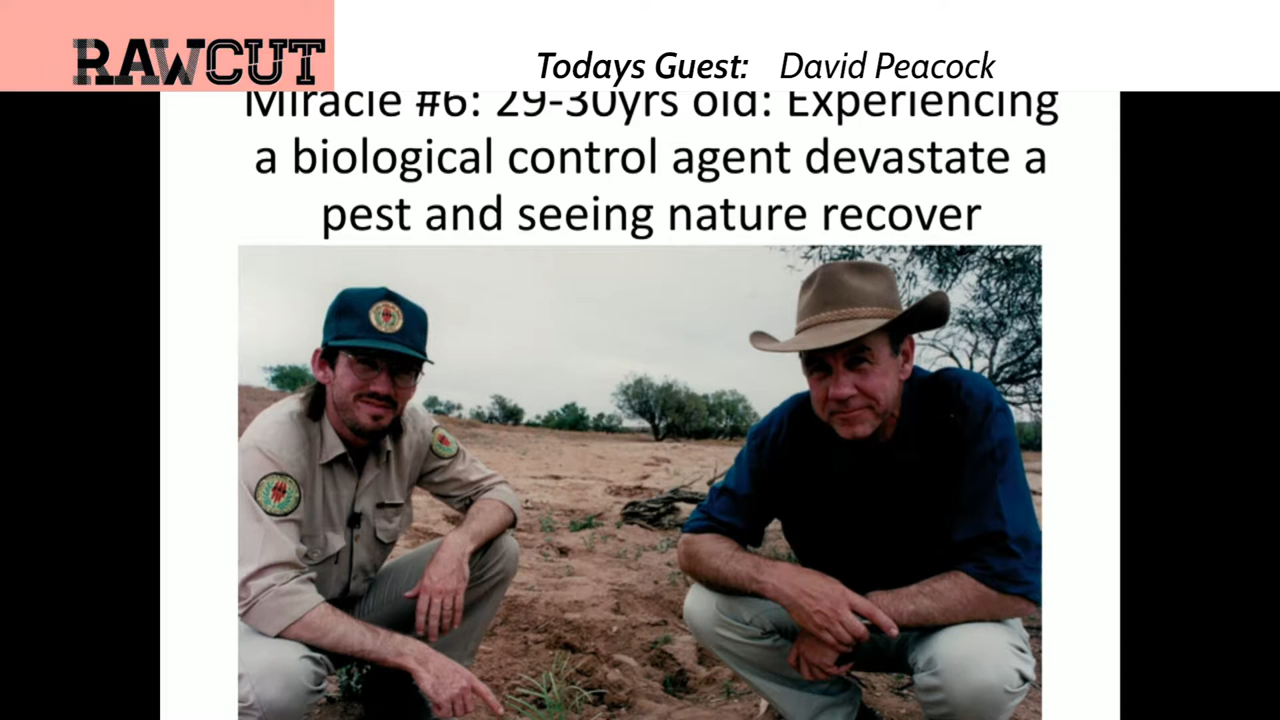 RAWCUT
Todays Guest: David Peacock
Miracle #6: 29-30yrs old: Experiencing
a biological control agent devastate a
pest and seeing nature recover